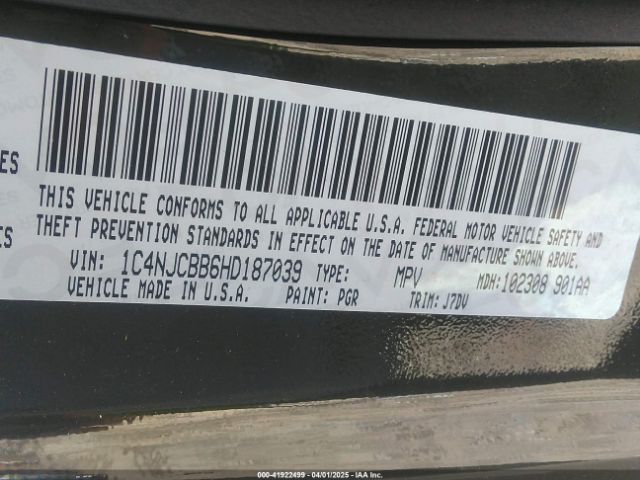 ES
THIS VEHICLE CONFORMS TO ALL APPLICABLE U.S.A. FEDERAL MOTOR VEHICLE SAFETY AND
ES
THEFT PREVENTION STANDARDS IN EFFECT ON THE DATE OF MANUFACTURE SHOWN ABOVE.
VIN: 1C4NJCBB6HD187039 TYPE: MPV MDH:102308 901AA
VEHICLE MADE IN U.S.A. PAINT: PGR TRIM: J7DV
000-41922499 04/01/2025 - IAA Inc.